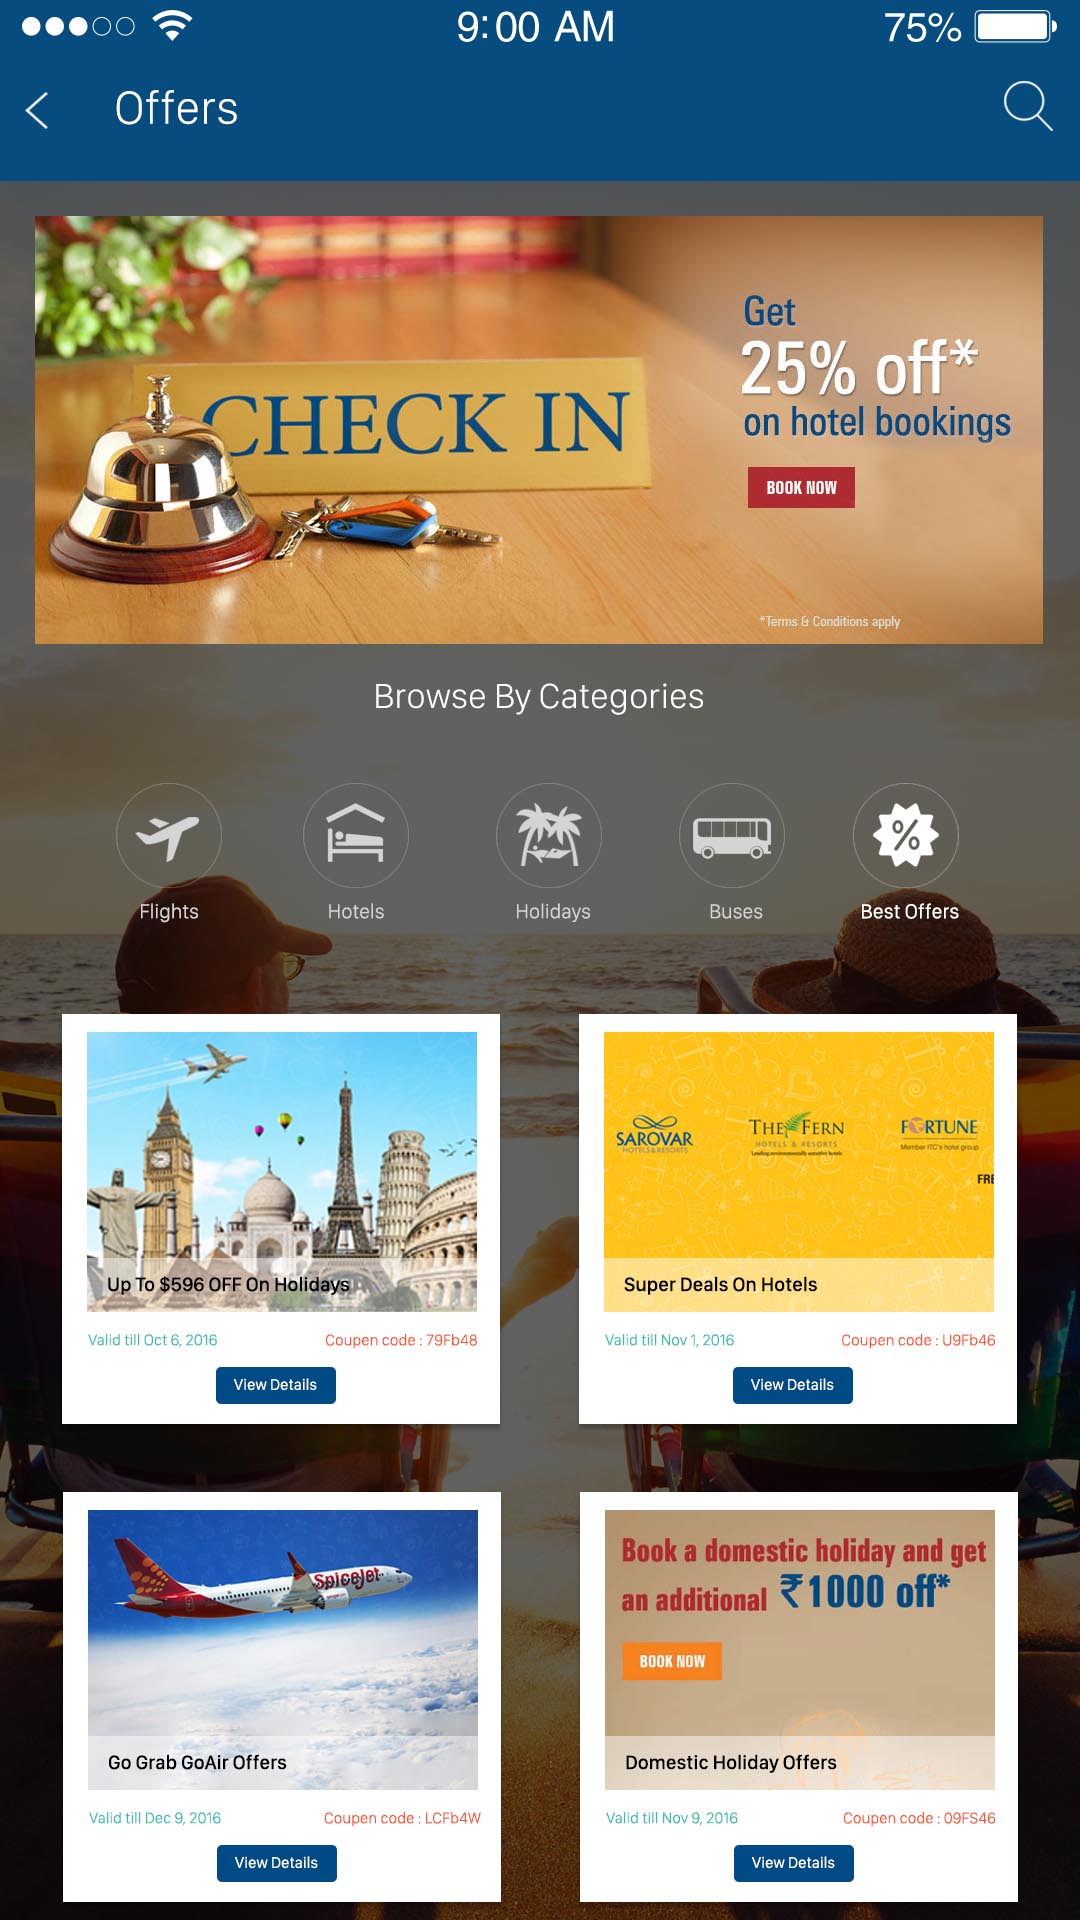 9:00 AM
75%
Offers
CHECK IN
Get
25% off*
on hotel bookings
BOOK NOW
*Terms & Conditions apply
Browse By Categories
Flights
Hotels
Holidays
Buses
Best Offers
Up To $596 OFF On Holidays
Valid till Oct 6, 2016
Coupen code : 79Fb48
View Details
SAROVAR
HOTELS & RESORTS
THE FERN
HOTELS & RESORTS
Leading environmentally sensitive hotels
FORTUNE
Member ITC's hotel group
FRE
Super Deals On Hotels
Valid till Nov 1, 2016
Coupen code : U9Fb46
View Details
SpiceJet
Go Grab GoAir Offers
Valid till Dec 9, 2016
Coupen code : LCFb4W
View Details
Book a domestic holiday and get
an additional ₹1000 off*
BOOK NOW
Domestic Holiday Offers
Valid till Nov 9, 2016
Coupen code : 09FS46
View Details